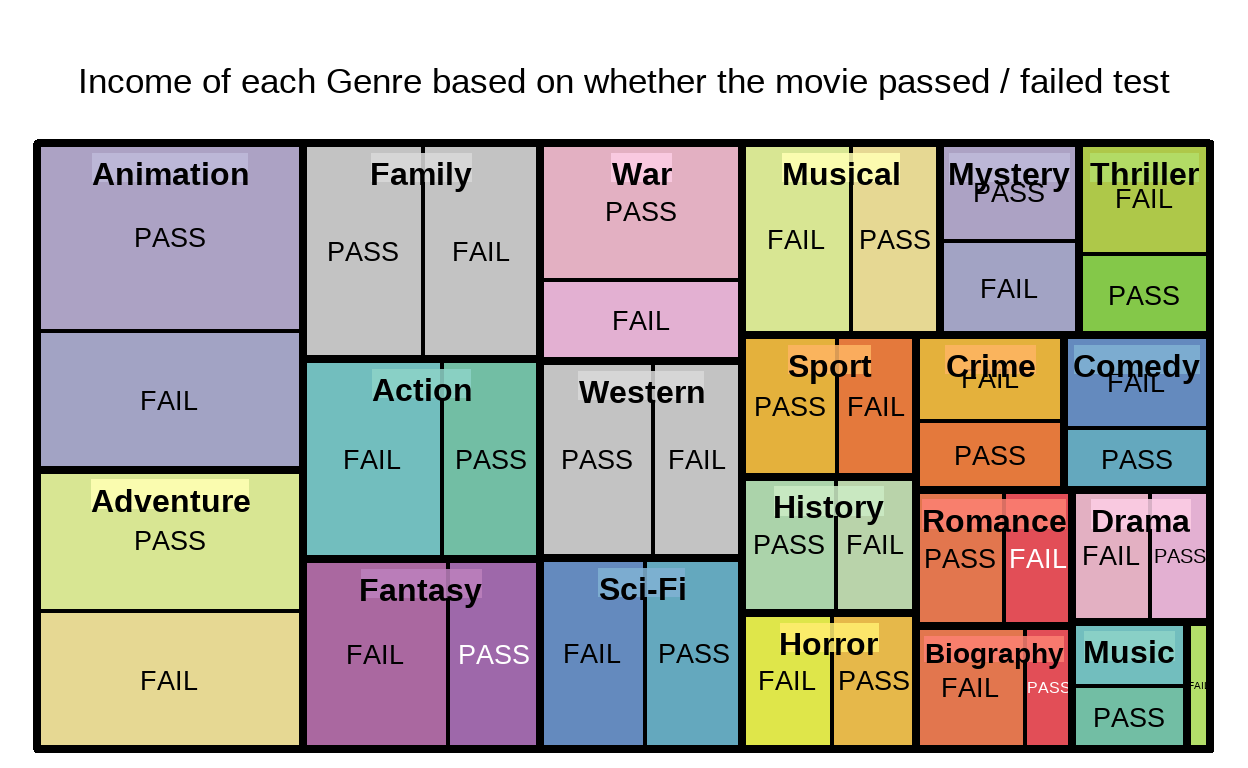 Income of each Genre based on whether the movie passed / failed test
Animation
PASS
FAIL
Adventure
PASS
FAIL
Family
PASS FAIL
Action
FAIL PASS
Fantasy
FAIL PASS
War
PASS
FAIL
Western
PASS FAIL
Sci-Fi
FAIL PASS
Musical
FAIL PASS
Mystery
PASS
FAIL
Thriller
FAIL
PASS
Sport
PASS FAIL
Crime
FAIL
PASS
Comedy
FAIL
PASS
History
PASS FAIL
Romance
PASS FAIL
Drama
FAIL PASS
Horror
FAIL PASS
Biography
FAIL PASS
Music
PASS
FAIL